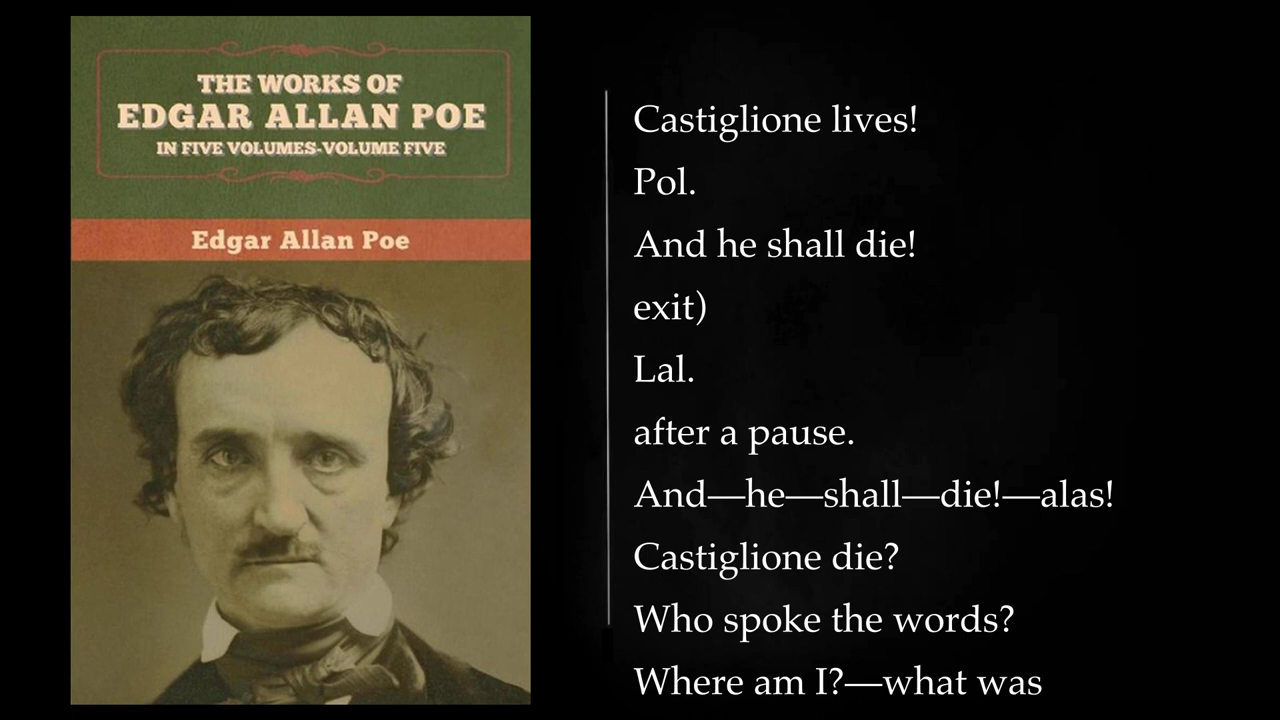 THE WORKS OF
EDGAR ALLAN POE
IN FIVE VOLUMES-VOLUME FIVE
Edgar Allan Poe
Castiglione lives!
Pol.
And he shall die!
exit)
Lal.
after a pause.
And—he—shall—die!—alas!
Castiglione die?
Who spoke the words?
Where am I?—what was